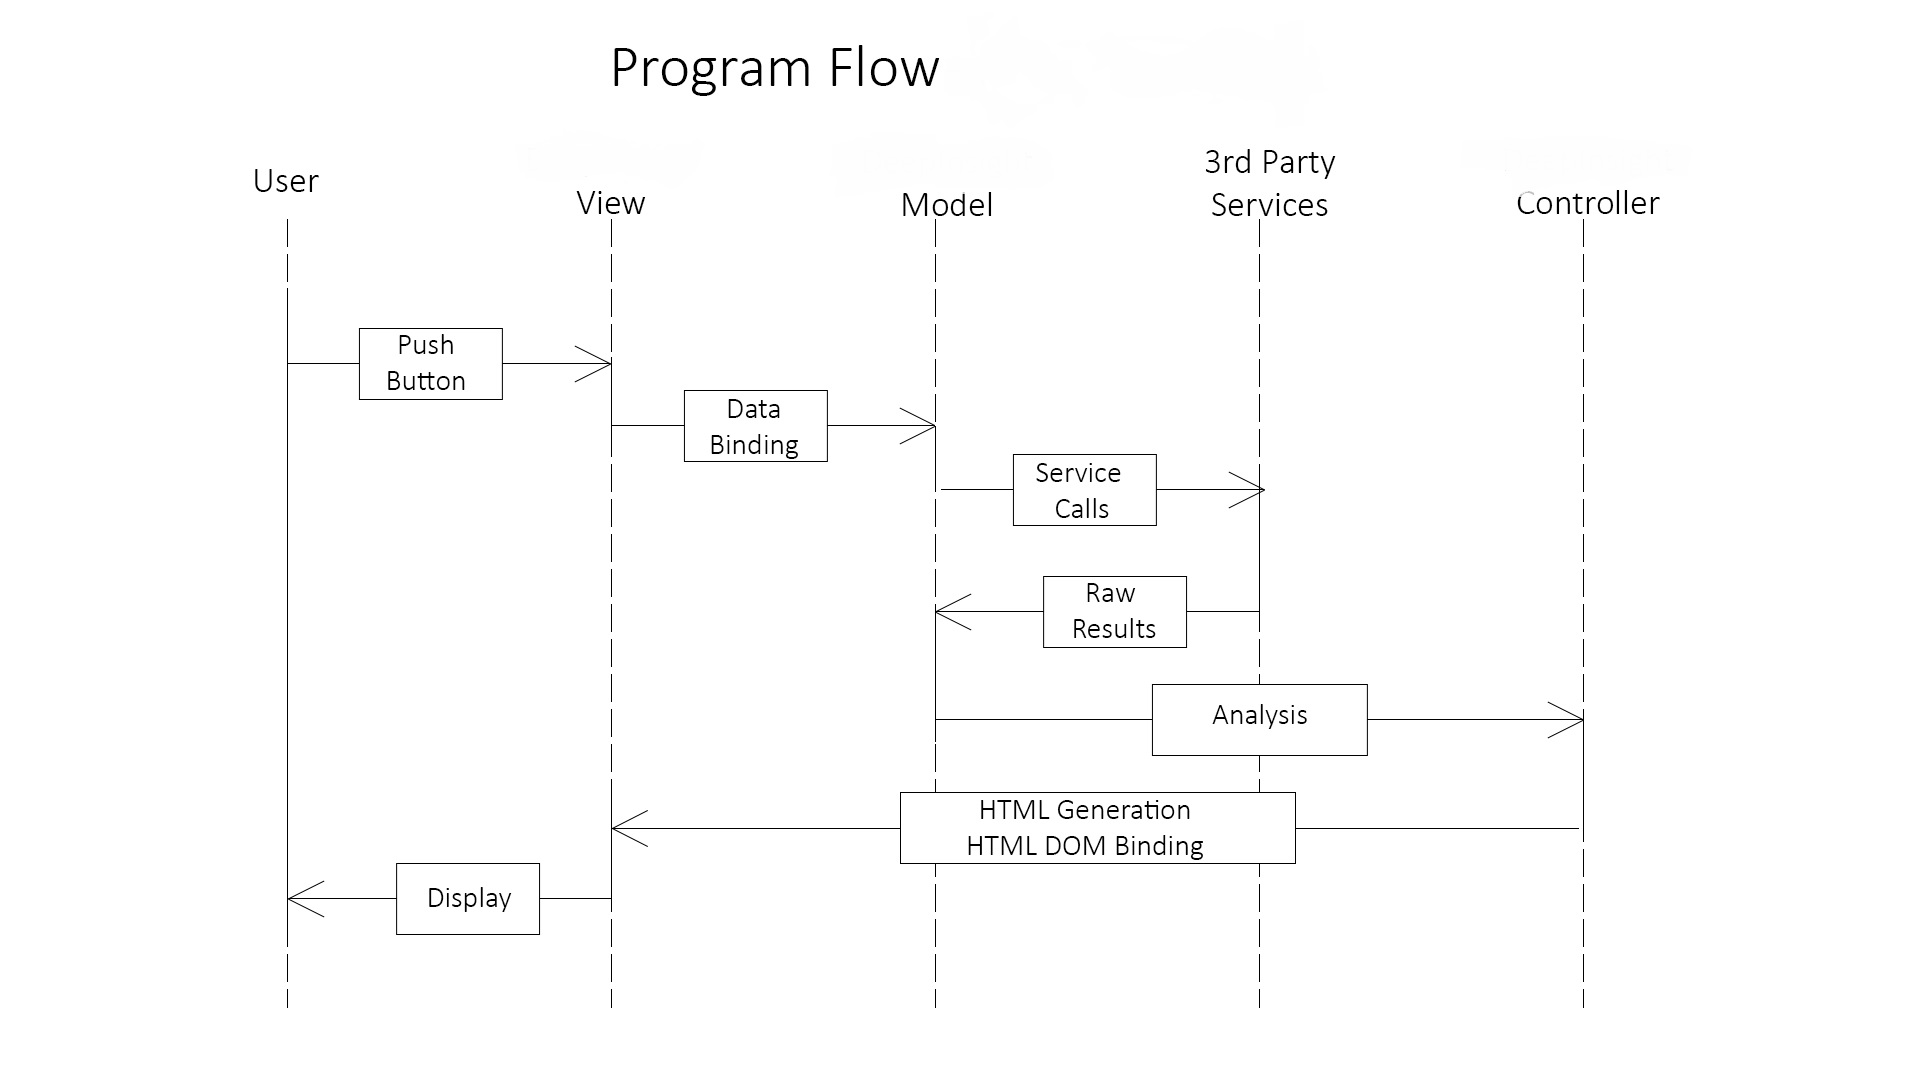 Program Flow
User
View
Model
3rd Party
Services
Controller
Push
Button
Data
Binding
Service
Calls
Raw
Results
Analysis
HTML Generation
HTML DOM Binding
Display